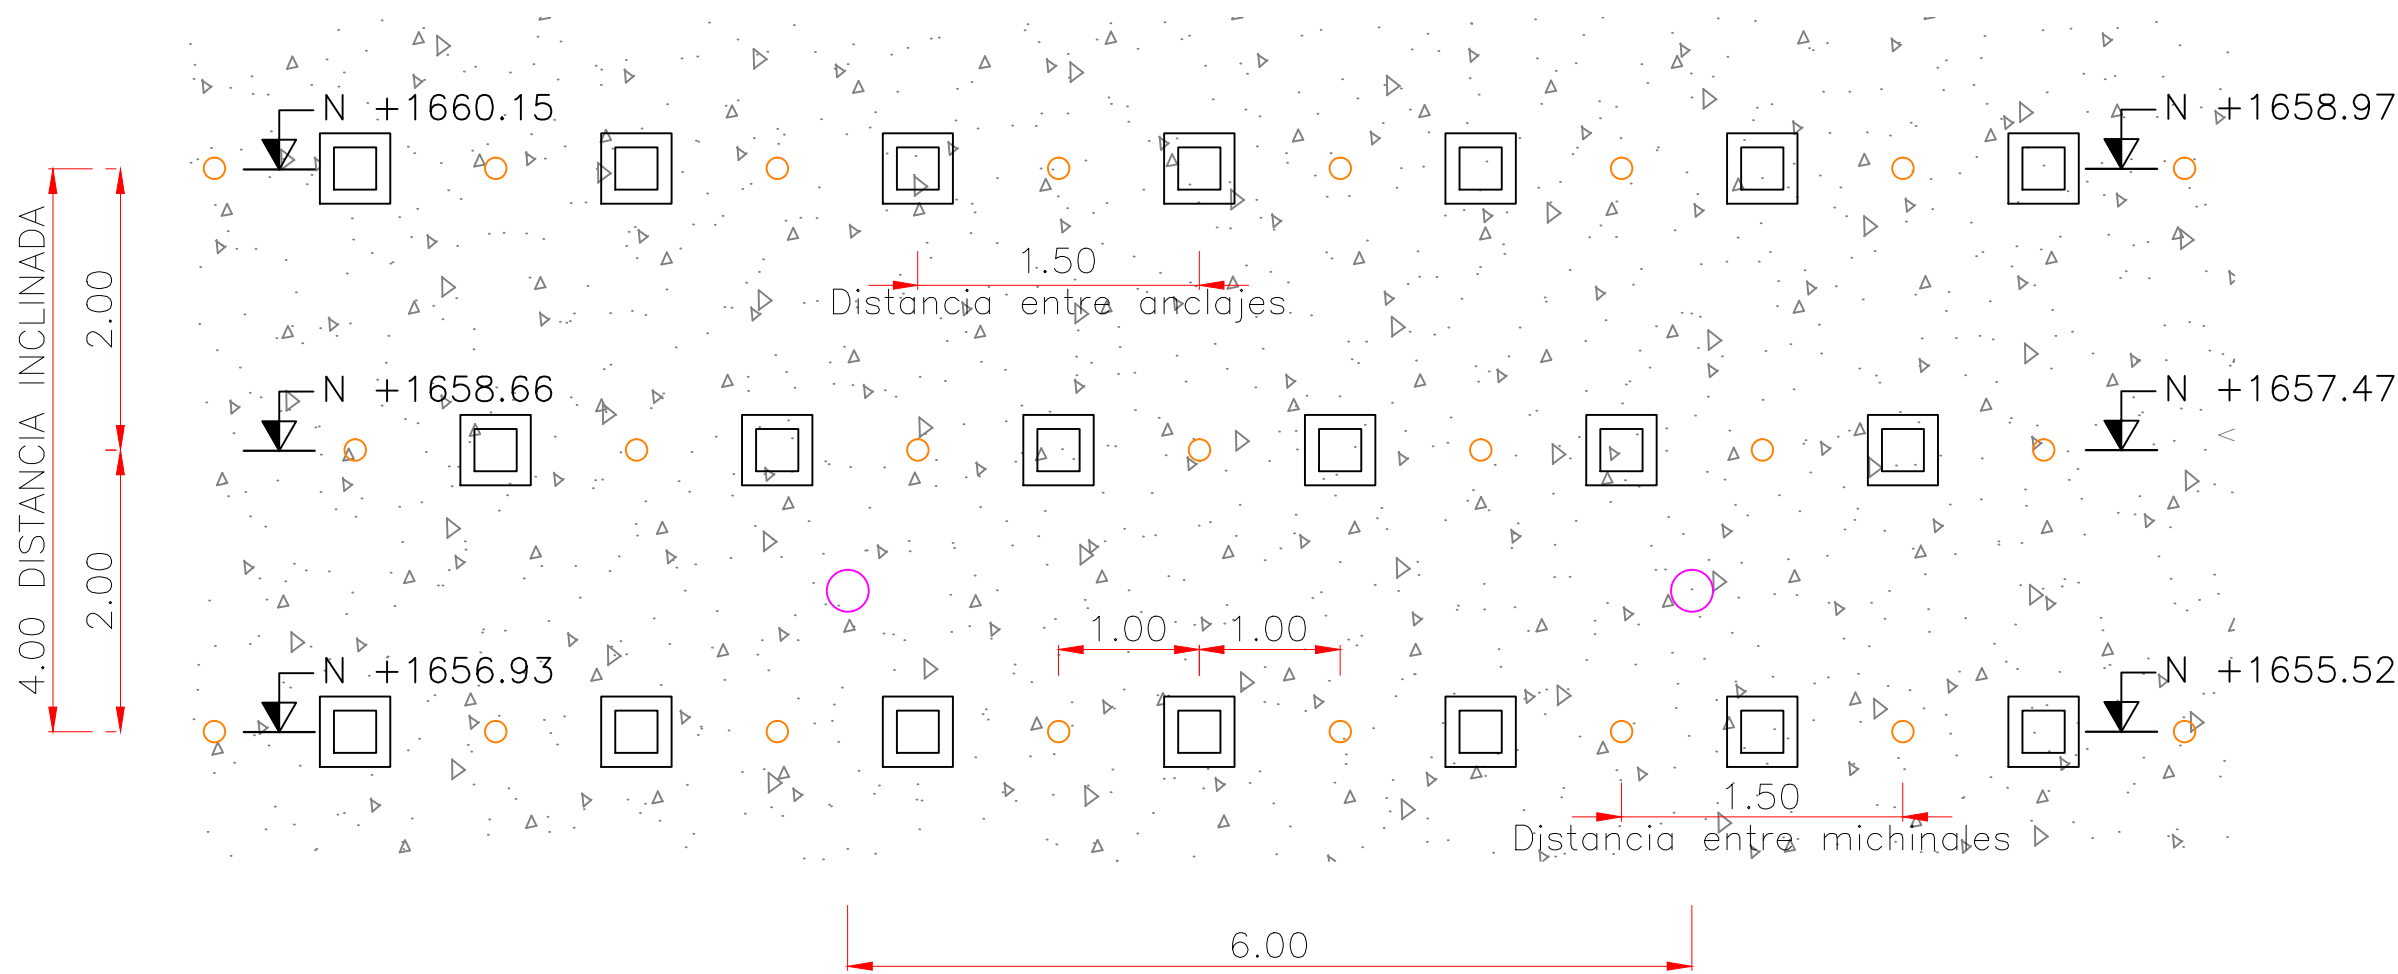 N +1660.15
N +1658.97
4.00 DISTANCIA INCLINADA
2.00
1.50
Distancia entre anclajes
N +1658.66
N +1657.47
2.00
1.00
1.00
N +1656.93
N +1655.52
1.50
Distancia entre michinales
6.00